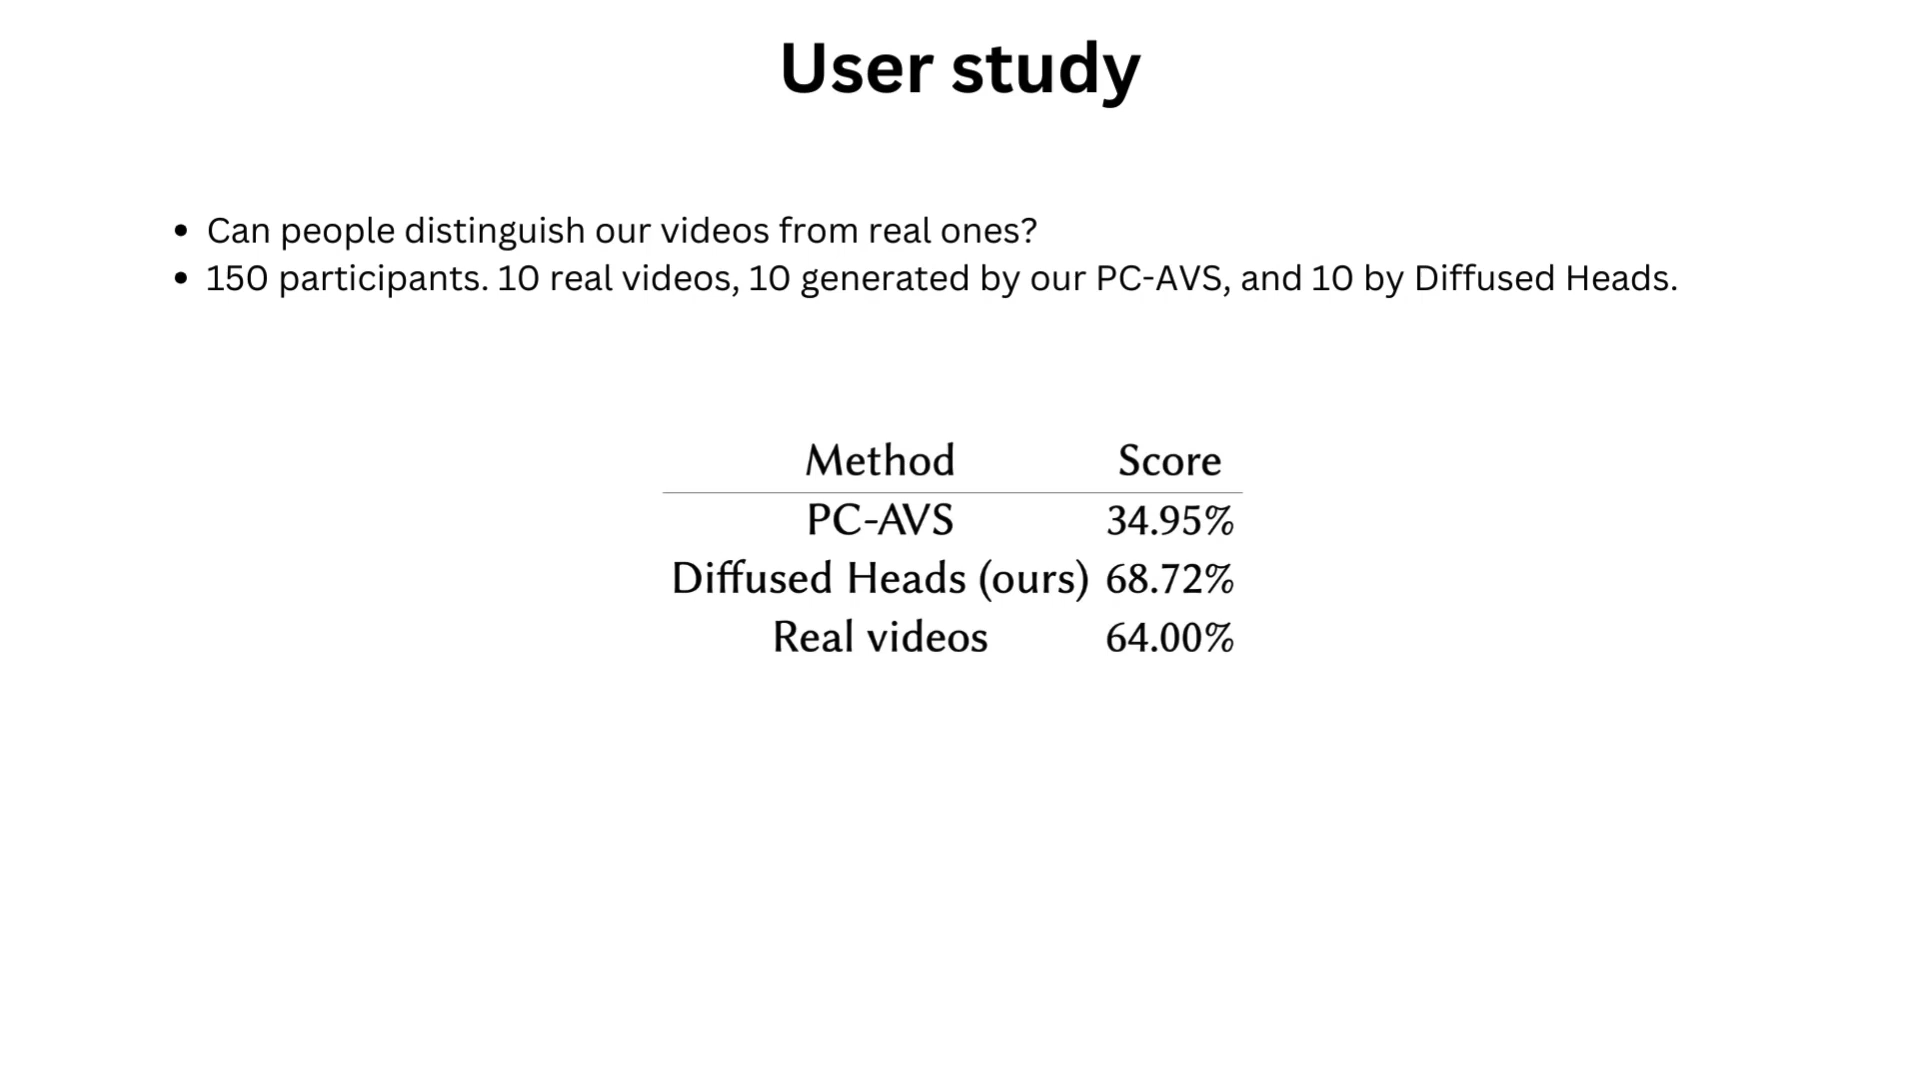 User study
• Can people distinguish our videos from real ones?
• 150 participants. 10 real videos, 10 generated by our PC-AVS, and 10 by Diffused Heads.
Method Score
PC-AVS 34.95%
Diffused Heads (ours) 68.72%
Real videos 64.00%